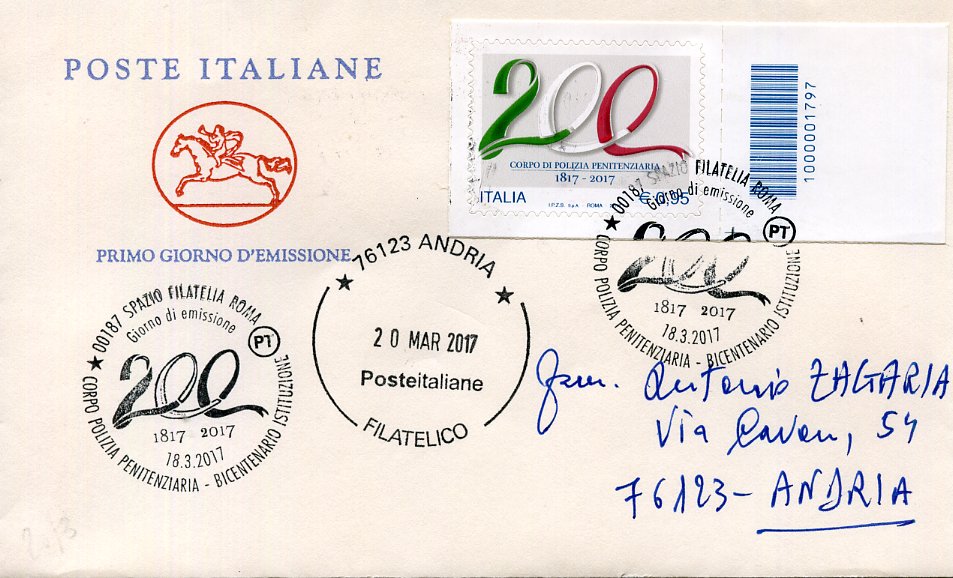 POSTE ITALIANE
PRIMO GIORNO D'EMISSIONE
200
CORPO DI POLIZIA PENITENZIARIA
1817 - 2017
ITALIA
I.P.Z.S. S.p.A. ROMA
€ 0,95
1000001797
00187 SPAZIO FILATELIA ROMA
Giorno di emissione
PT
200
1817 2017
18.3.2017
CORPO POLIZIA PENITENZIARIA - BICENTENARIO ISTITUZIONE
76123 ANDRIA
20 MAR 2017
Posteitaliane
FILATELICO
00187 SPAZIO FILATELIA ROMA
Giorno di emissione
PT
200
1817 2017
18.3.2017
CORPO POLIZIA PENITENZIARIA - BICENTENARIO ISTITUZIONE
Antonio ZAGARIA
Via Cavour, 54
76123 - ANDRIA